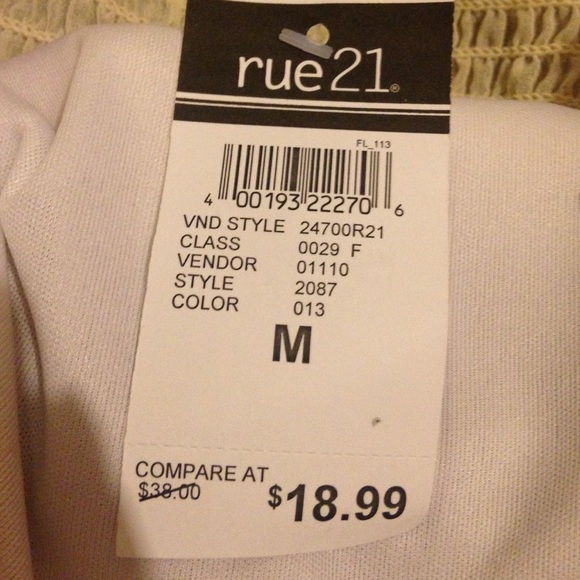 rue21®
FL_113
4 00193 22270 6
VND STYLE 24700R21
CLASS 0029 F
VENDOR 01110
STYLE 2087
COLOR 013
M
COMPARE AT
$38.00
$18.99